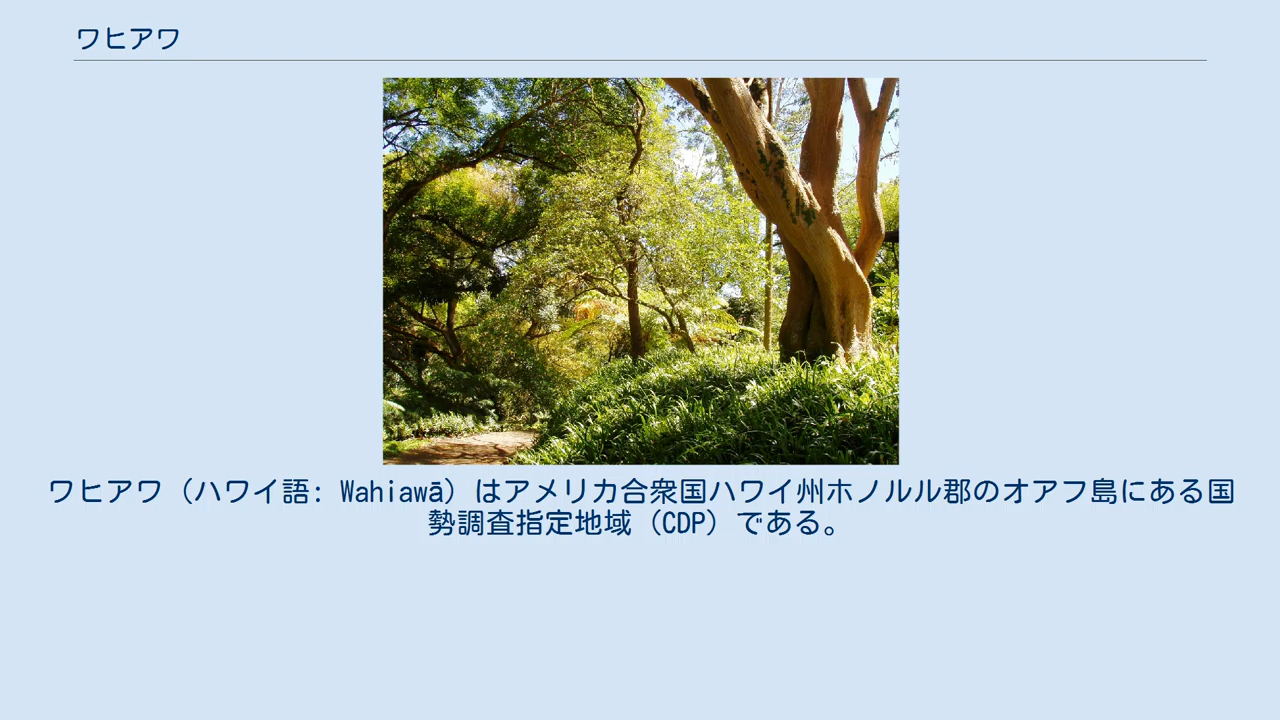 ワヒアワ
ワヒアワ（ハワイ語: Wahiawā）はアメリカ合衆国ハワイ州ホノルル郡のオアフ島にある国
勢調査指定地域（CDP）である。